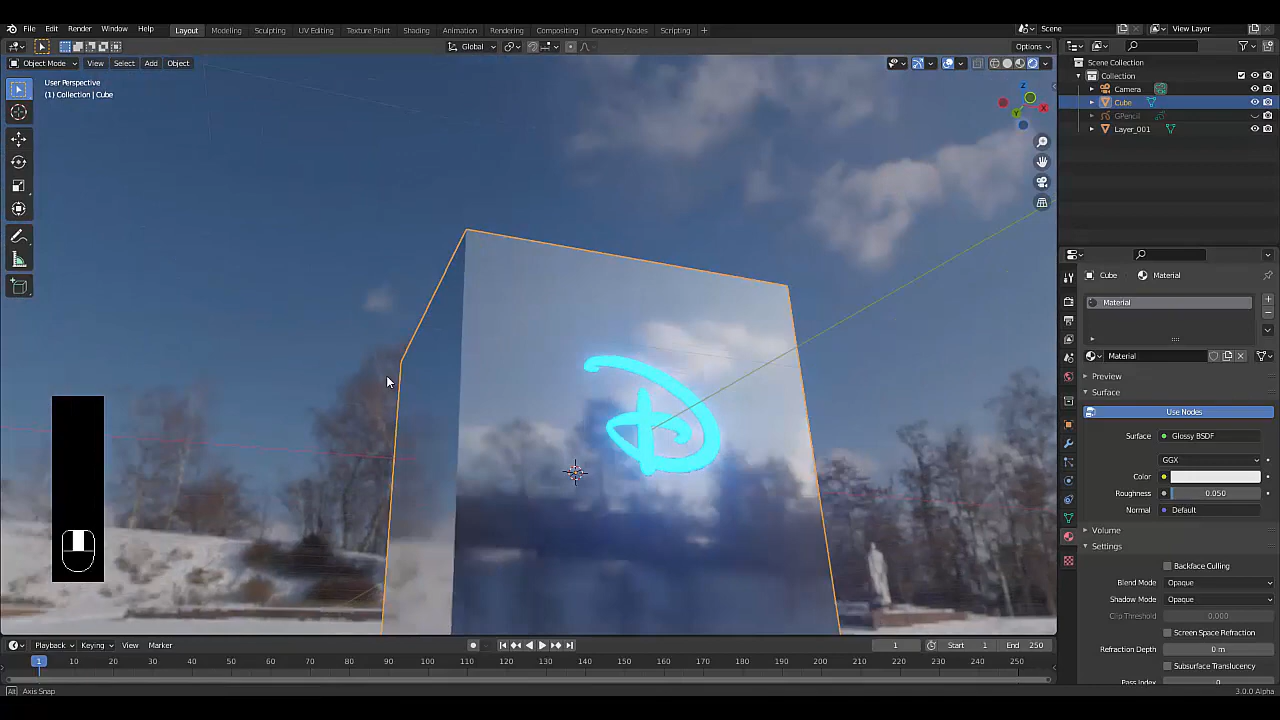 File Edit Render Window Help Layout Modeling Sculpting UV Editing Texture Paint Shading Animation Rendering Compositing Geometry Nodes Scripting + Scene View Layer
Global Options
Object Mode View Select Add Object
User Perspective
(1) Collection | Cube
Scene Collection
Collection
Camera
Cube
GPencil
Layer_001
X
Y
Z
Cube Material
Material
Material
Preview
Surface
Use Nodes
Surface Glossy BSDF
GGX
Color
Roughness 0.050
Normal Default
Volume
Settings
Backface Culling
Blend Mode Opaque
Shadow Mode Opaque
Clip Threshold 0.000
Screen Space Refraction
Refraction Depth 0 m
Subsurface Translucency
Pass Index 0
D
Playback Keying View Marker 1 Start 1 End 250
1 10 20 30 40 50 60 70 80 90 100 110 120 130 140 150 160 170 180 190 200 210 220 230 240 250
Alt Axis Snap 3.0.0 Alpha